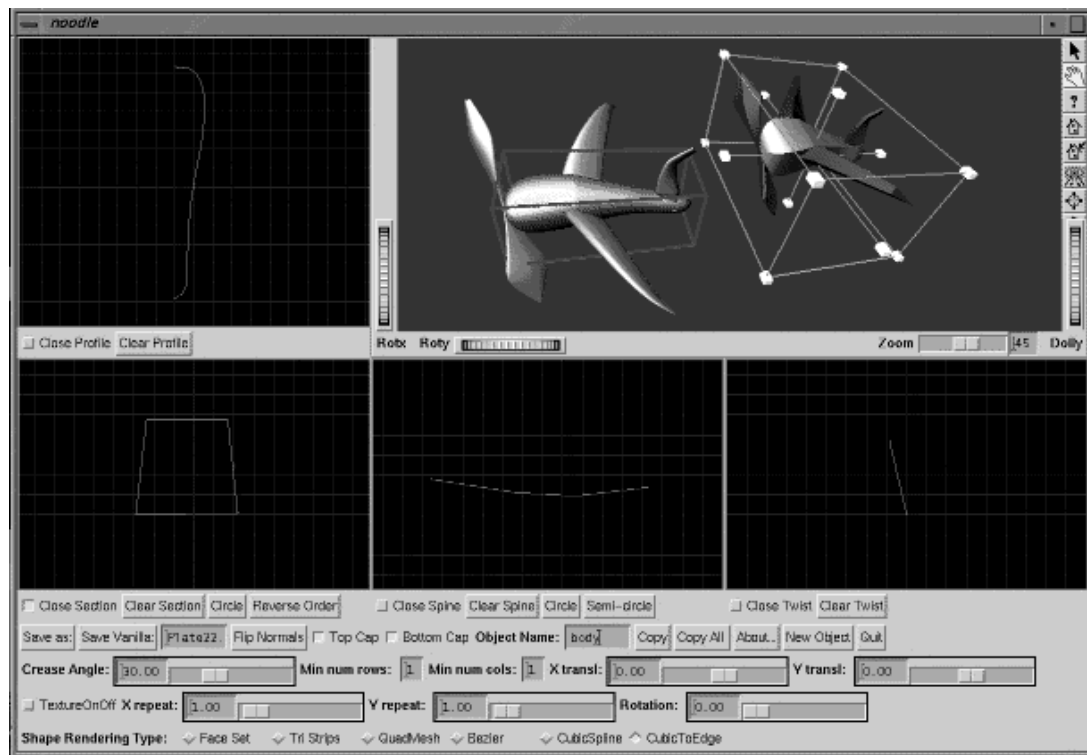 noodle
?
Close Profile Clear Profile
Rotx Roty Zoom 45 Dolly
Close Section Clear Section Circle Reverse Order Close Spine Clear Spine Circle Semi-circle Close Twist Clear Twist
Save as: Save Vanilla: Plate22. Flip Normals Top Cap Bottom Cap Object Name: body Copy Copy All About... New Object Quit
Crease Angle: 30.00 Min num rows: 1 Min num cols: 1 X transl: 0.00 Y transl: 0.00
TextureOnOff X repeat: 1.00 Y repeat: 1.00 Rotation: 0.00
Shape Rendering Type: Face Set Tri Strips QuadMesh Bezier CubicSpline CubicToEdge